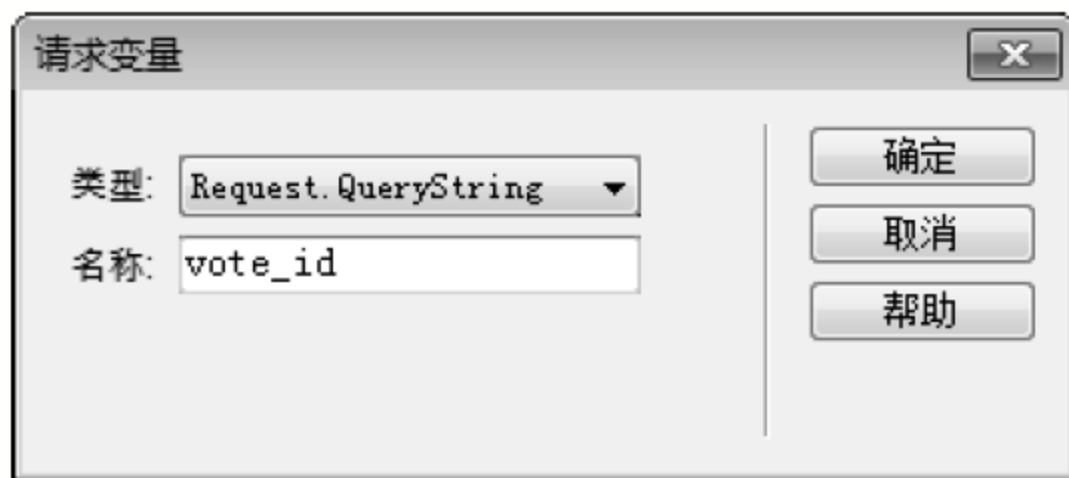 请求变量
类型: Request.QueryString
名称: vote_id
确定
取消
帮助